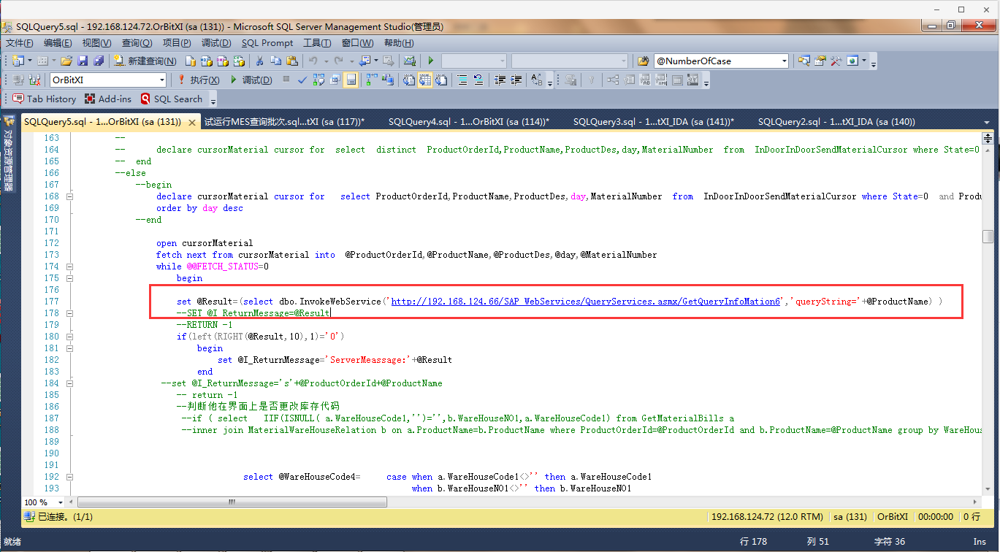 SQLQuery5.sql - 192.168.124.72.OrBitXI (sa (131)) - Microsoft SQL Server Management Studio(管理员)
文件(F) 编辑(E) 视图(V) 查询(Q) 项目(P) 调试(D) SQL Prompt 工具(T) 窗口(W) 帮助(H)
新建查询(N) @NumberOfCase
OrBitXI 执行(X) 调试(D)
Tab History Add-ins SQL Search
SQLQuery5.sql - 1...OrBitXI (sa (131)) 试运行MES查询批次.sql...tXI (sa (117))* SQLQuery4.sql - 1...OrBitXI (sa (114))* SQLQuery3.sql - 1...tXI_IDA (sa (141))* SQLQuery2.sql - 1...tXI_IDA (sa (140))
对象资源管理器
163 --
164 -- declare cursorMaterial cursor for select distinct ProductOrderId,ProductName,ProductDes,day,MaterialNumber from InDoorInDoorSendMaterialCursor where State=0
165 -- end
166 --else
167 --begin
168 declare cursorMaterial cursor for select ProductOrderId,ProductName,ProductDes,day,MaterialNumber from InDoorInDoorSendMaterialCursor where State=0 and Prod
169 order by day desc
170 --end
171
172 open cursorMaterial
173 fetch next from cursorMaterial into @ProductOrderId,@ProductName,@ProductDes,@day,@MaterialNumber
174 while @@FETCH_STATUS=0
175 begin
176
177 set @Result=(select dbo.InvokeWebService('http://192.168.124.66/SAP_WebServices/QueryServices.asmx/GetQueryInfoMation6','queryString='+@ProductName) )
178 --SET @I_ReturnMessage=@Result
179 --RETURN -1
180 if(left(RIGHT(@Result,10),1)='0')
181 begin
182 set @I_ReturnMessage='ServerMeassage:'+@Result
183 end
184 --set @I_ReturnMessage='s'+@ProductOrderId+@ProductName
185 -- return -1
186 --判断他在界面上是否更改库存代码
187 --if ( select IIF(ISNULL( a.WareHouseCode1,'')='',b.WareHouseNO1,a.WareHouseCode1) from GetMaterialBills a
188 --inner join MaterialWareHouseRelation b on a.ProductName=b.ProductName where ProductOrderId=@ProductOrderId and b.ProductName=@ProductName group by WareHous
189
190
191
192 select @WareHouseCode4= case when a.WareHouseCode1<>'' then a.WareHouseCode1
193 when b.WareHouseNO1<>'' then b.WareHouseNO1
100 %
已连接。(1/1) 192.168.124.72 (12.0 RTM) sa (131) OrBitXI 00:00:00 0 行
就绪 行 178 列 51 字符 36 Ins